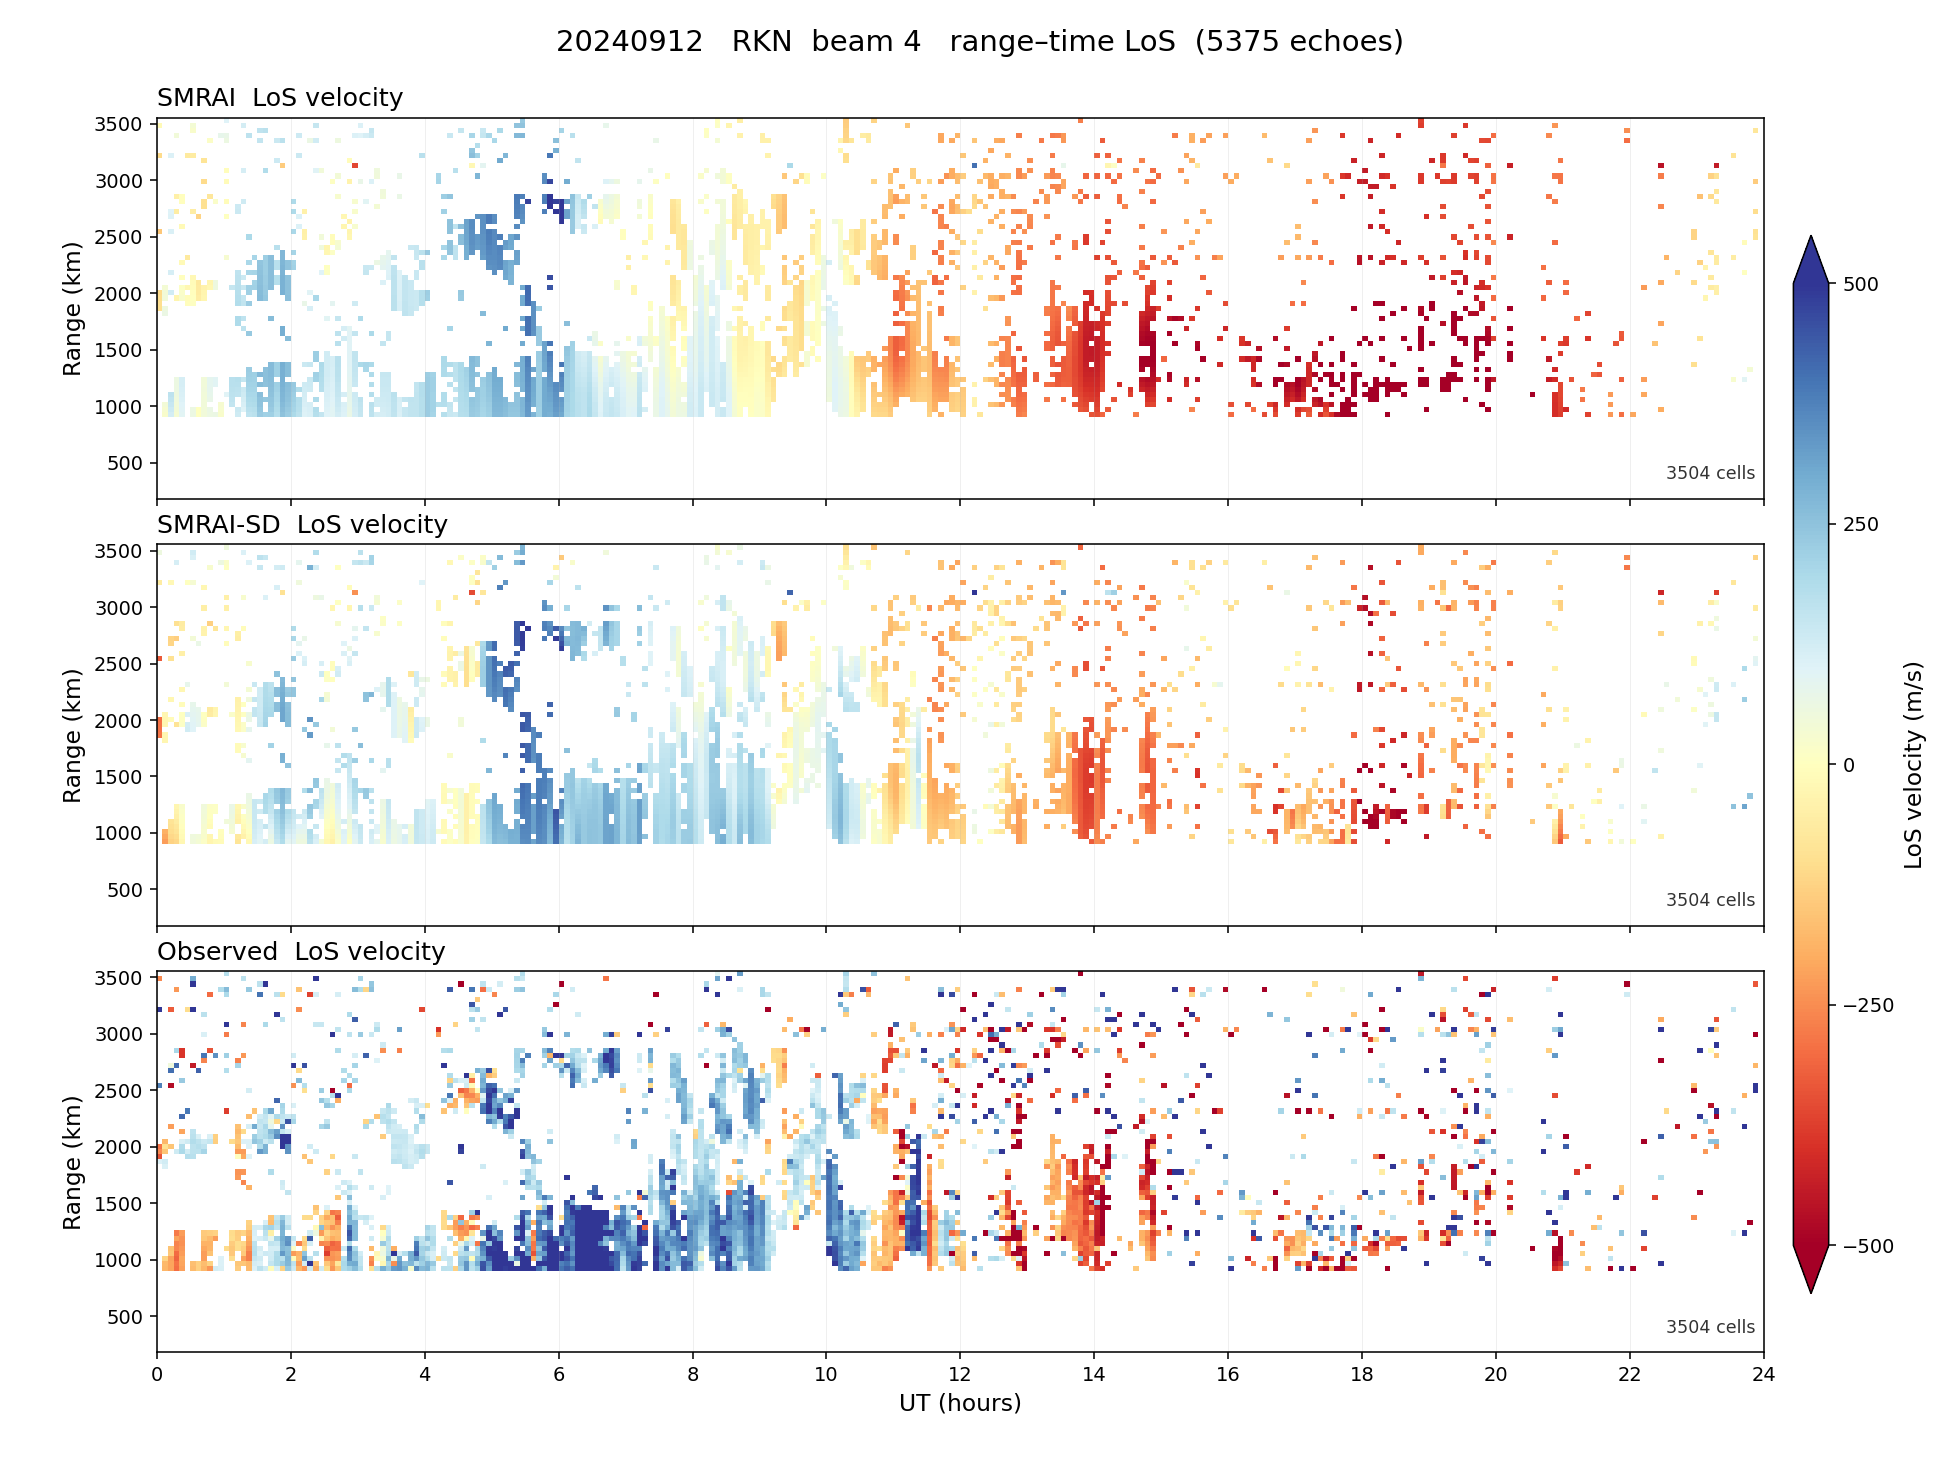 20240912   RKN  beam 4   range–time LoS  (5375 echoes)
SMRAI  LoS velocity
3500
3000
2500
2000
1500
1000
500
Range (km)
3504 cells
SMRAI-SD  LoS velocity
3500
3000
2500
2000
1500
1000
500
Range (km)
3504 cells
Observed  LoS velocity
3500
3000
2500
2000
1500
1000
500
Range (km)
3504 cells
0 2 4 6 8 10 12 14 16 18 20 22 24
UT (hours)
500
250
0
−250
−500
LoS velocity (m/s)